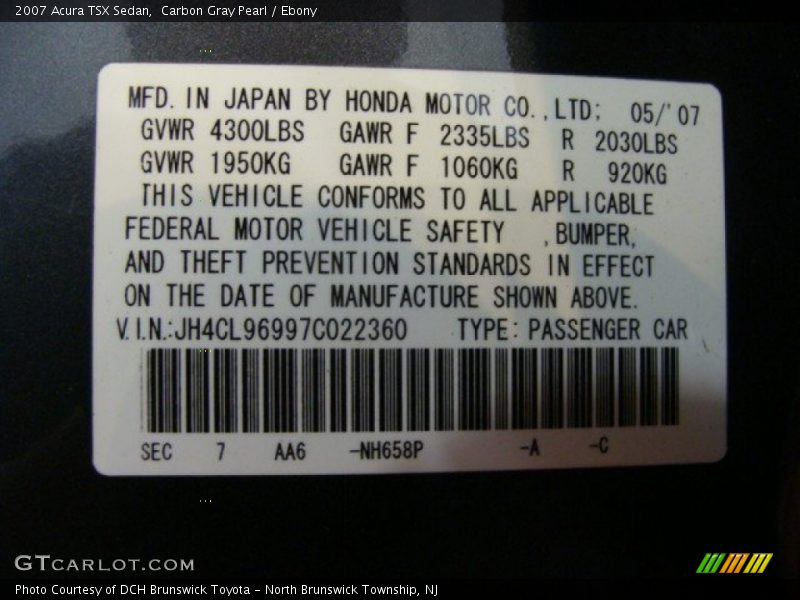 2007 Acura TSX Sedan,  Carbon Gray Pearl / Ebony
MFD. IN JAPAN BY HONDA MOTOR CO.,LTD; 05/'07
GVWR 4300LBS GAWR F 2335LBS R 2030LBS
GVWR 1950KG GAWR F 1060KG R 920KG
THIS VEHICLE CONFORMS TO ALL APPLICABLE
FEDERAL MOTOR VEHICLE SAFETY ,BUMPER,
AND THEFT PREVENTION STANDARDS IN EFFECT
ON THE DATE OF MANUFACTURE SHOWN ABOVE.
V.I.N.:JH4CL96997C022360 TYPE: PASSENGER CAR
SEC 7 AA6 -NH658P -A -C
GTCARLOT.COM
Photo Courtesy of DCH Brunswick Toyota - North Brunswick Township, NJ